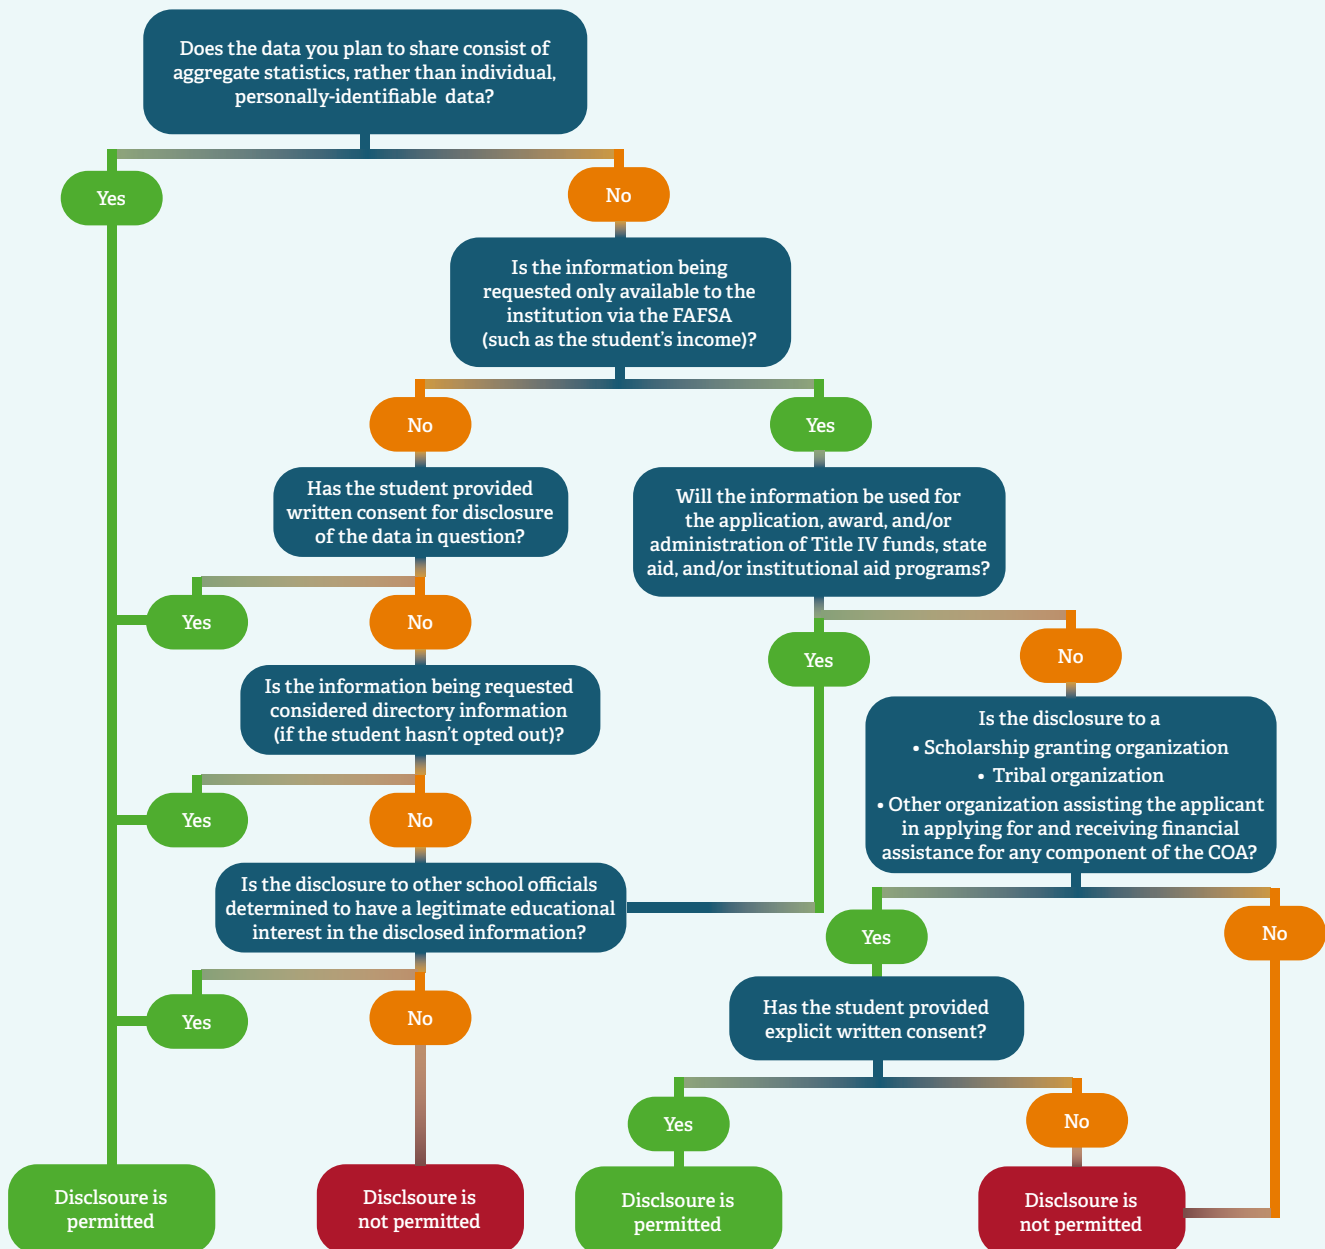 Does the data you plan to share consist of
aggregate statistics, rather than individual,
personally-identifiable data?
Yes
No
Is the information being
requested only available to the
institution via the FAFSA
(such as the student's income)?
No
Yes
Has the student provided
written consent for disclosure
of the data in question?
Will the information be used for
the application, award, and/or
administration of Title IV funds, state
aid, and/or institutional aid programs?
Yes
No
Yes
No
Is the information being requested
considered directory information
(if the student hasn't opted out)?
Is the disclosure to a
• Scholarship granting organization
• Tribal organization
• Other organization assisting the applicant
in applying for and receiving financial
assistance for any component of the COA?
Yes
No
Is the disclosure to other school officials
determined to have a legitimate educational
interest in the disclosed information?
Yes
No
Yes
No
Has the student provided
explicit written consent?
Yes
No
Disclsoure is
permitted
Disclsoure is
not permitted
Disclsoure is
permitted
Disclsoure is
not permitted